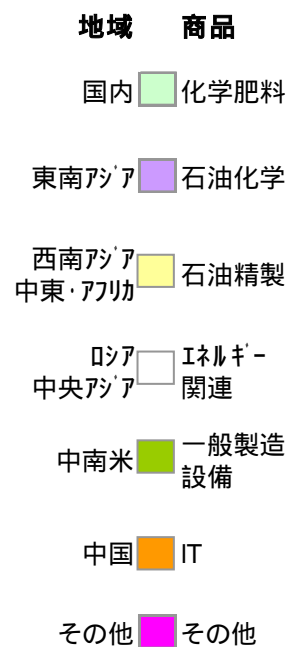 地域 商品
国内 化学肥料
東南ｱｼﾞｱ 石油化学
西南ｱｼﾞｱ
中東･ｱﾌﾘｶ 石油精製
ﾛｼｱ
中央ｱｼﾞｱ
ｴﾈﾙｷﾞｰ
関連
中南米
一般製造
設備
中国 IT
その他 その他